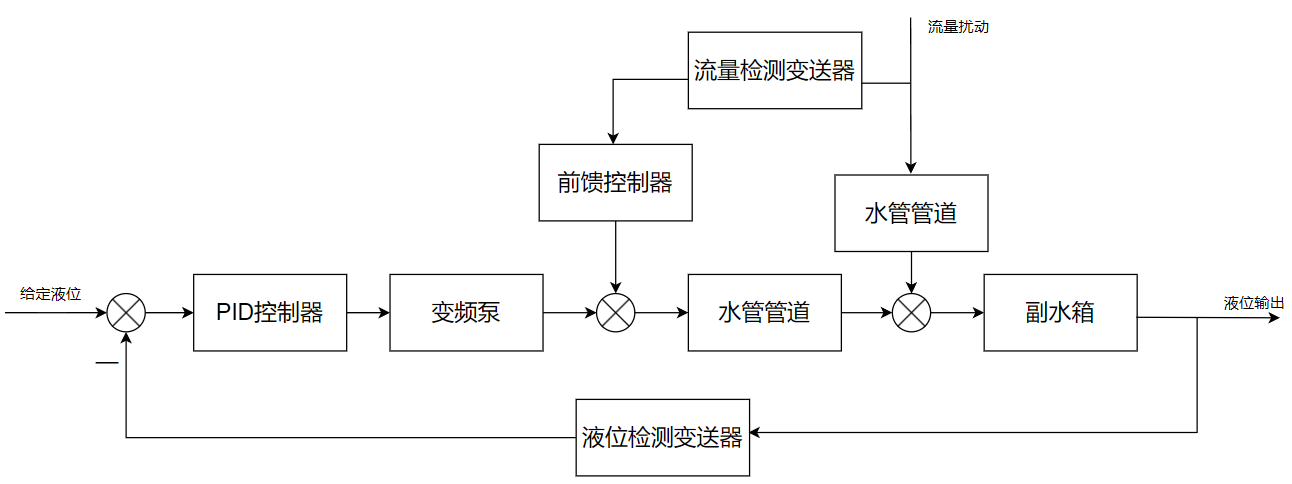 流量扰动
流量检测变送器
前馈控制器
水管管道
给定液位
PID控制器
变频泵
水管管道
副水箱
液位输出
—
液位检测变送器